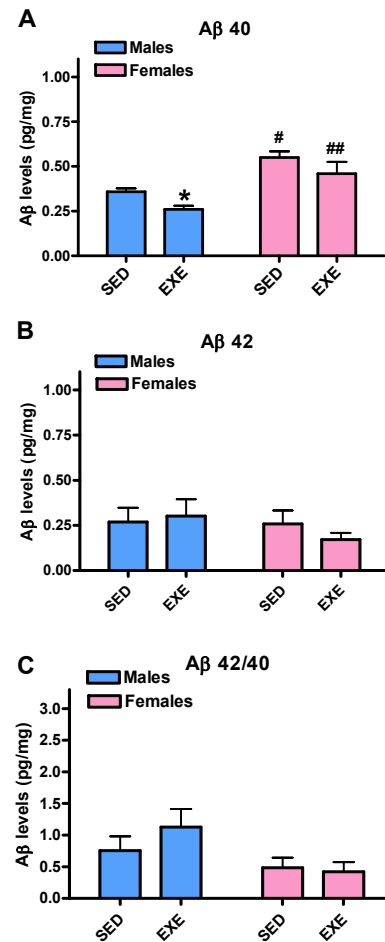 A
Aβ 40
Males
Females
Aβ levels (pg/mg)
1.00
0.75
0.50
0.25
0.00
*
#
##
SED
EXE
SED
EXE
B
Aβ 42
Males
Females
Aβ levels (pg/mg)
1.00
0.75
0.50
0.25
0.00
SED
EXE
SED
EXE
C
Aβ 42/40
Males
Females
Aβ levels (pg/mg)
3.0
2.5
2.0
1.5
1.0
0.5
0.0
SED
EXE
SED
EXE